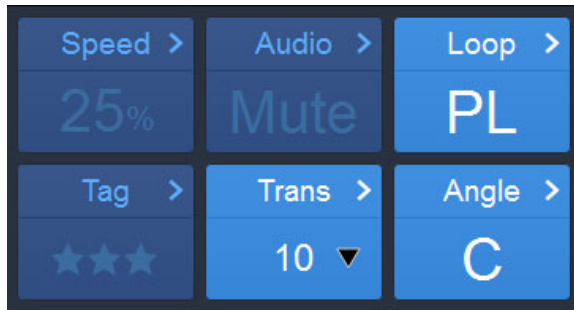 Speed > Audio > Loop >
25% Mute PL
Tag > Trans > Angle >
★★★ 10 ▼ C